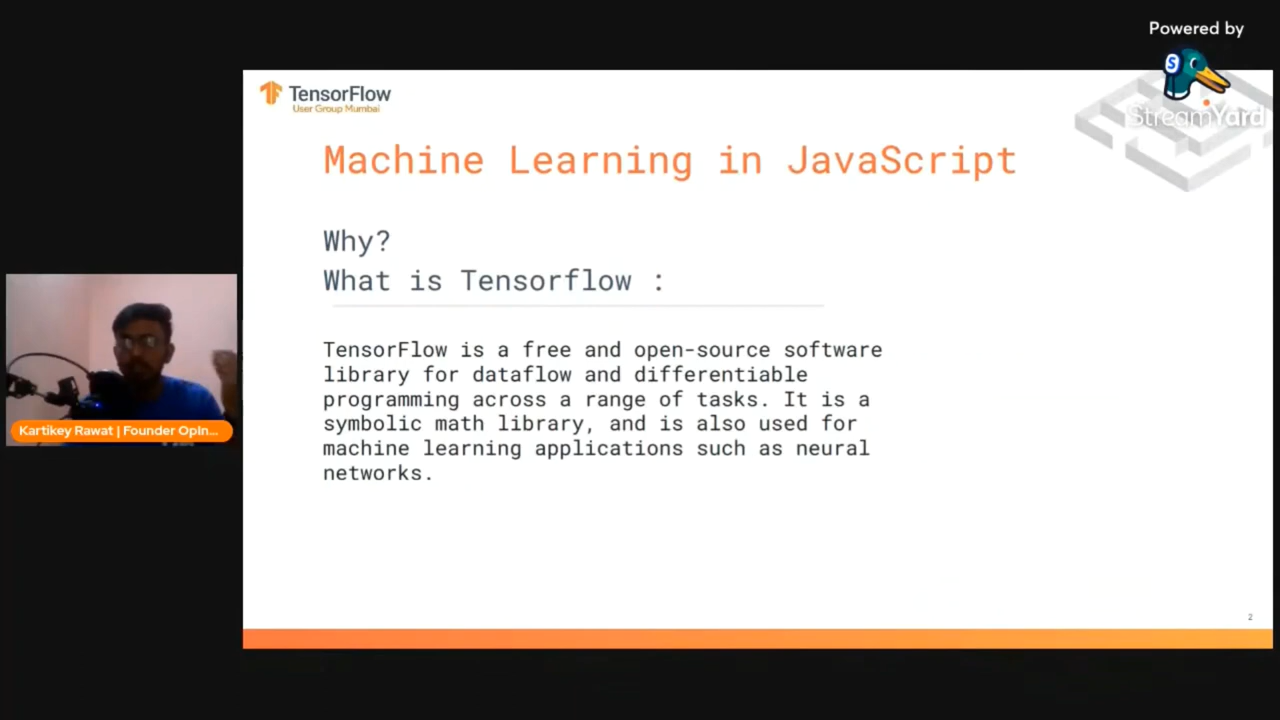 Powered by
StreamYard
TensorFlow
User Group Mumbai
Machine Learning in JavaScript
Why?
What is Tensorflow :
TensorFlow is a free and open-source software
library for dataflow and differentiable
programming across a range of tasks. It is a
symbolic math library, and is also used for
machine learning applications such as neural
networks.
Kartikey Rawat | Founder Opin...
2